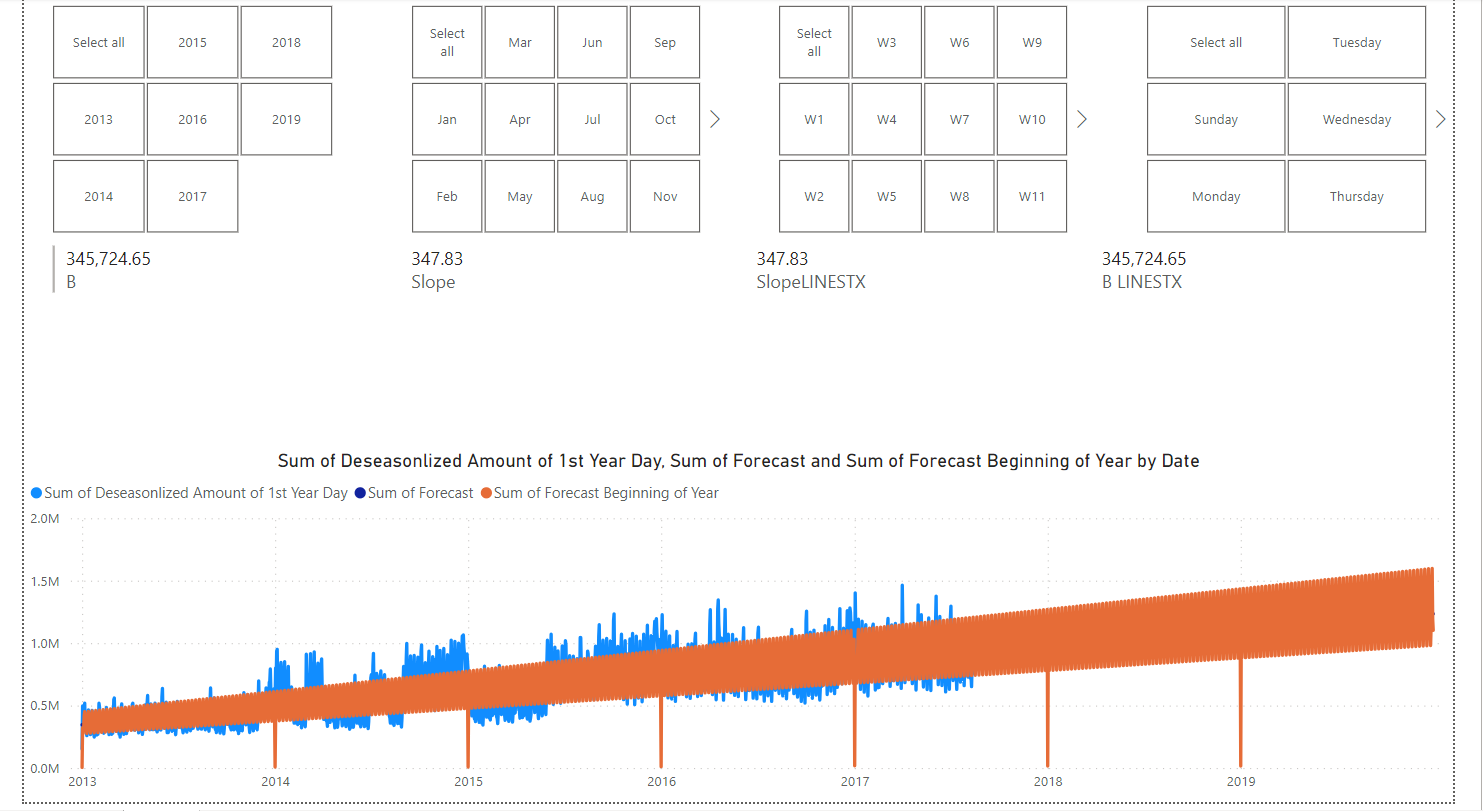 Select all
2015
2018
2013
2016
2019
2014
2017
Select
all
Mar
Jun
Sep
Jan
Apr
Jul
Oct
Feb
May
Aug
Nov
Select
all
W3
W6
W9
W1
W4
W7
W10
W2
W5
W8
W11
Select all
Tuesday
Sunday
Wednesday
Monday
Thursday
345,724.65
B
347.83
Slope
347.83
SlopeLINESTX
345,724.65
B LINESTX
Sum of Deseasonlized Amount of 1st Year Day, Sum of Forecast and Sum of Forecast Beginning of Year by Date
Sum of Deseasonlized Amount of 1st Year Day Sum of Forecast Sum of Forecast Beginning of Year
2.0M
1.5M
1.0M
0.5M
0.0M
2013 2014 2015 2016 2017 2018 2019